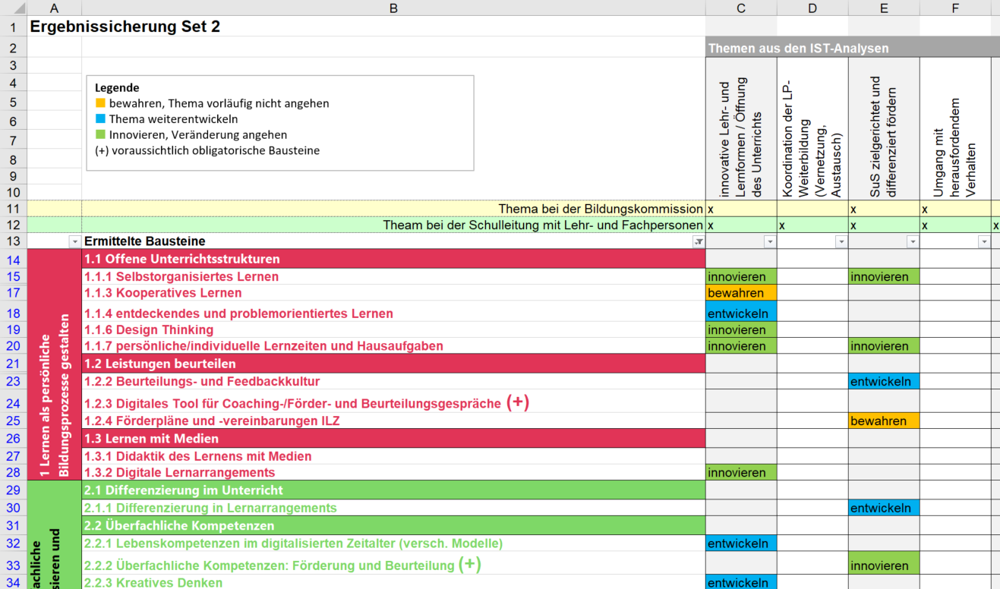 A B C D E F
1 Ergebnissicherung Set 2
2 Themen aus den IST-Analysen
3
4 Legende
5 bewahren, Thema vorläufig nicht angehen
6 Thema weiterentwickeln
7 Innovieren, Veränderung angehen
8 (+) voraussichtlich obligatorische Bausteine
9
10
innovative Lehr- und
Lernformen / Öffnung
des Unterrichts
Koordination der LP-
Weiterbildung
(Vernetzung,
Austausch)
SuS zielgerichtet und
differenziert fördern
Umgang mit
herausfordendem
Verhalten
11 Thema bei der Bildungskommission x x x
12 Theam bei der Schulleitung mit Lehr- und Fachpersonen x x x x x
13 Ermittelte Bausteine
1 Lernen als persönliche
Bildungsprozesse gestalten
14 1.1 Offene Unterrichtsstrukturen
15 1.1.1 Selbstorganisiertes Lernen innovieren innovieren
17 1.1.3 Kooperatives Lernen bewahren
18 1.1.4 entdeckendes und problemorientiertes Lernen entwickeln
19 1.1.6 Design Thinking innovieren
20 1.1.7 persönliche/individuelle Lernzeiten und Hausaufgaben innovieren innovieren
21 1.2 Leistungen beurteilen
23 1.2.2 Beurteilungs- und Feedbackkultur entwickeln
24 1.2.3 Digitales Tool für Coaching-/Förder- und Beurteilungsgespräche (+)
25 1.2.4 Förderpläne und -vereinbarungen ILZ bewahren
26 1.3 Lernen mit Medien
27 1.3.1 Didaktik des Lernens mit Medien
28 1.3.2 Digitale Lernarrangements innovieren
29 2.1 Differenzierung im Unterricht
30 2.1.1 Differenzierung in Lernarrangements entwickeln
31 2.2 Überfachliche Kompetenzen
32 2.2.1 Lebenskompetenzen im digitalisierten Zeitalter (versch. Modelle) entwickeln
33 2.2.2 Überfachliche Kompetenzen: Förderung und Beurteilung (+) innovieren
34 2.2.3 Kreatives Denken entwickeln
achliche
sieren und